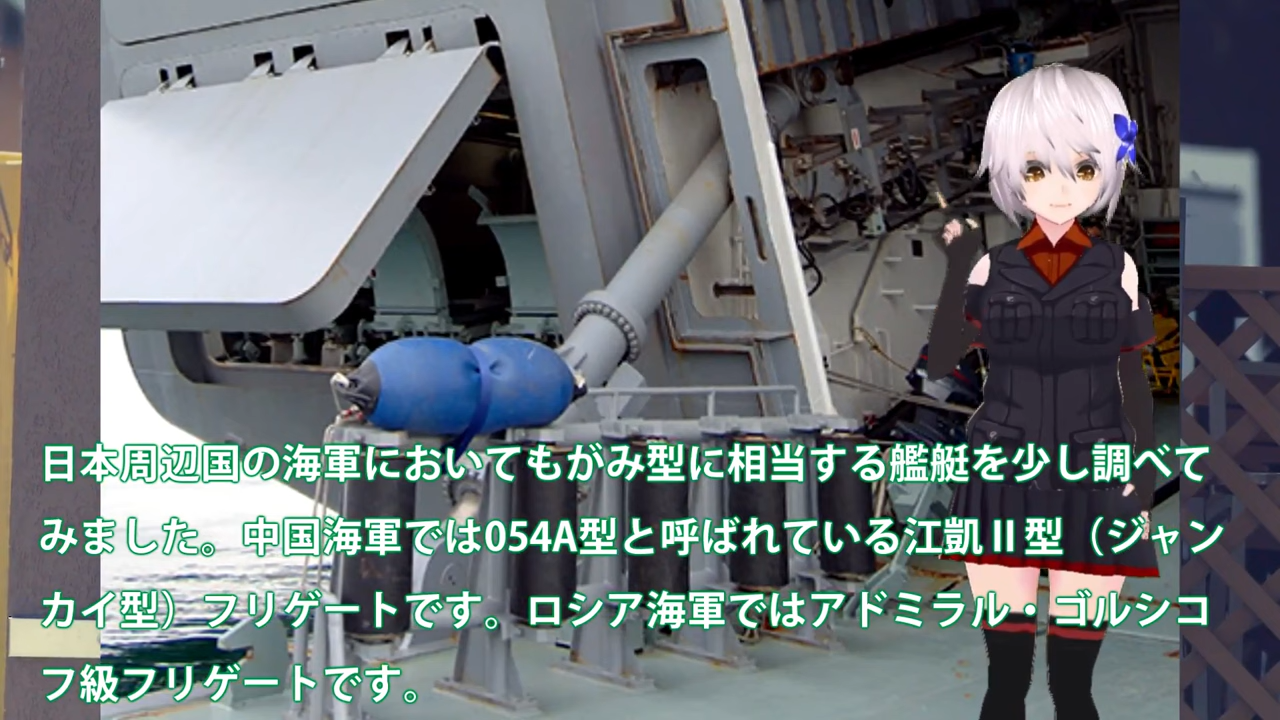 日本周辺国の海軍においてもがみ型に相当する艦艇を少し調べて
みました。中国海軍では054A型と呼ばれている江凱Ⅱ型（ジャン
カイ型）フリゲートです。ロシア海軍ではアドミラル・ゴルシコ
フ級フリゲートです。